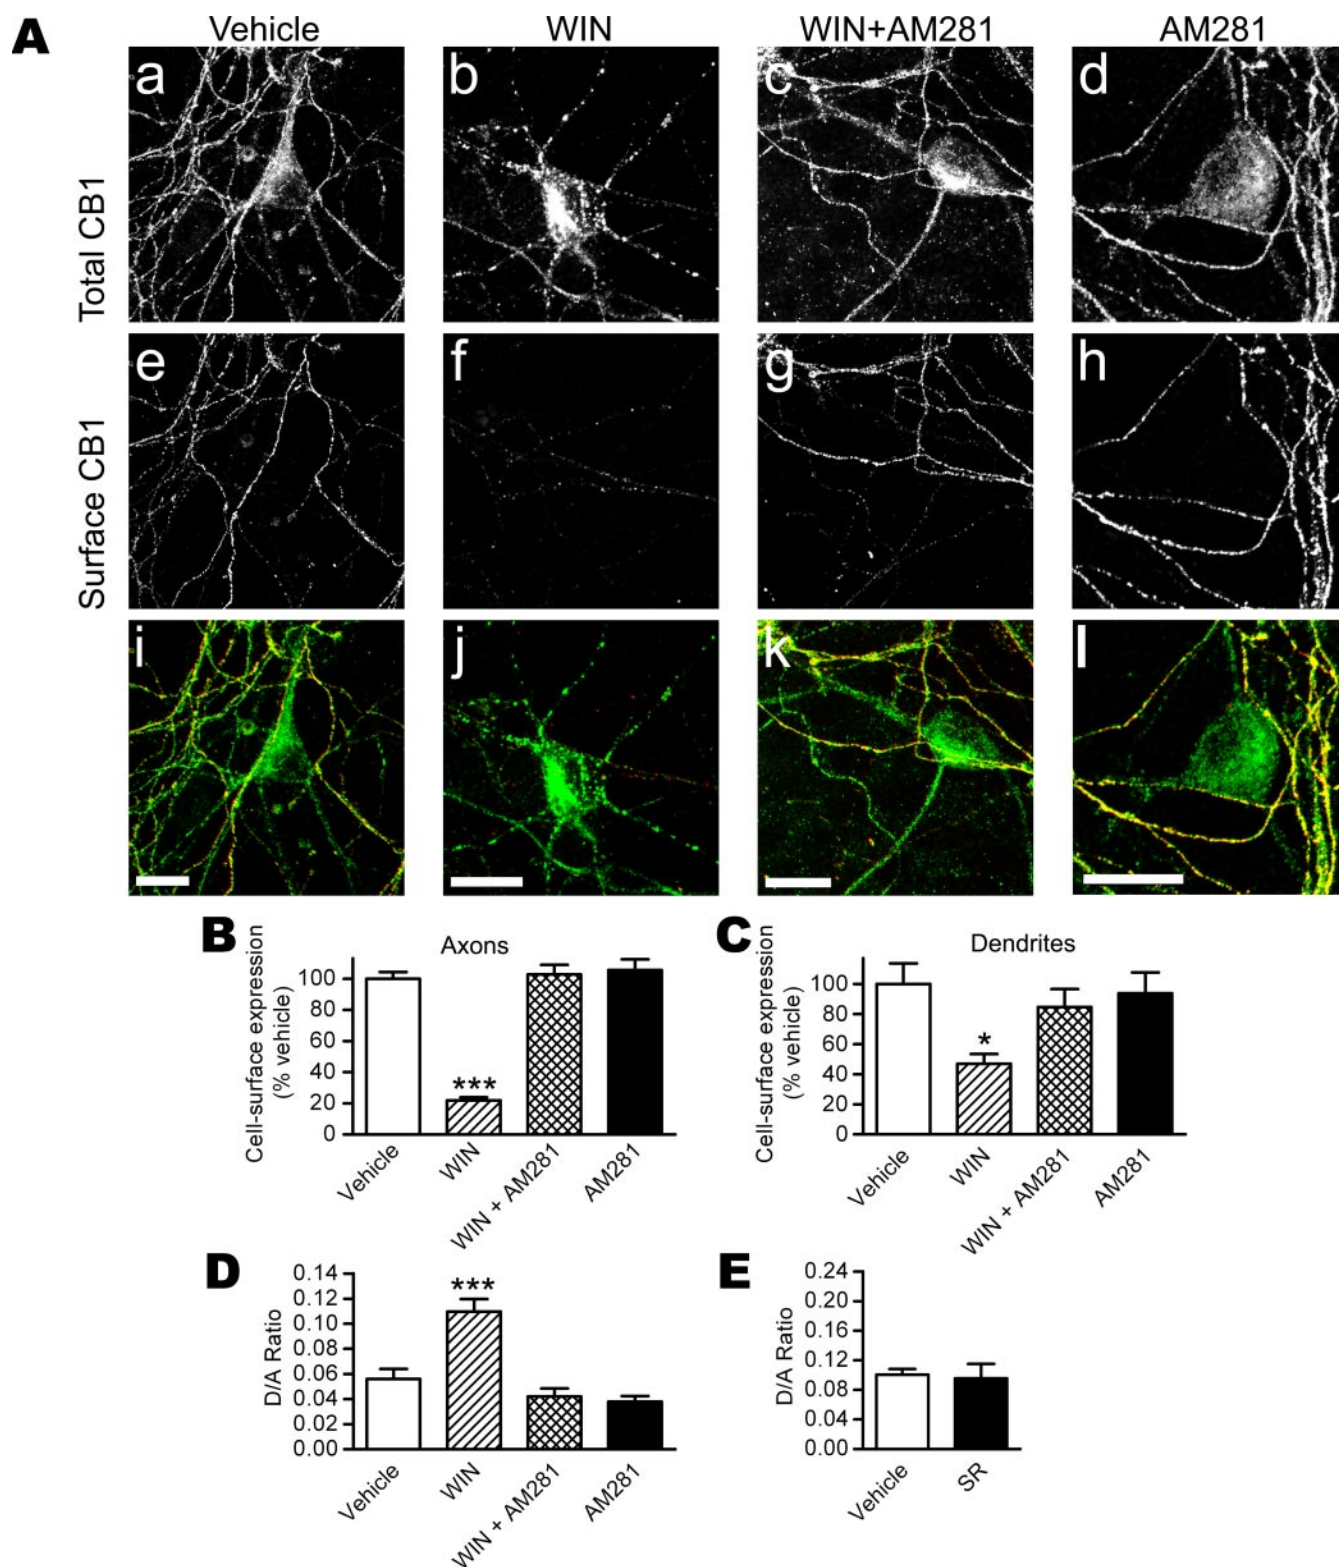 A
Vehicle WIN WIN+AM281 AM281
Total CB1
a b c d
Surface CB1
e f g h
i j k l
B
Axons
Cell-surface expression
(% vehicle)
100
80
60
40
20
0
***
Vehicle
WIN
WIN + AM281
AM281
C
Dendrites
Cell-surface expression
(% vehicle)
100
80
60
40
20
0
*
Vehicle
WIN
WIN + AM281
AM281
D
D/A Ratio
0.14
0.12
0.10
0.08
0.06
0.04
0.02
0.00
***
Vehicle
WIN
WIN + AM281
AM281
E
D/A Ratio
0.24
0.20
0.16
0.12
0.08
0.04
0.00
Vehicle
SR